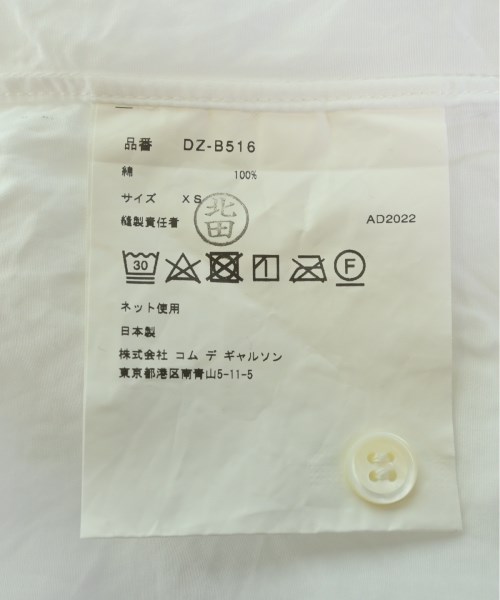 品番 DZ-B516
綿 100%
サイズ XS
北田
縫製責任者 AD2022
30 F
ネット使用
日本製
株式会社 コム デ ギャルソン
東京都港区南青山5-11-5